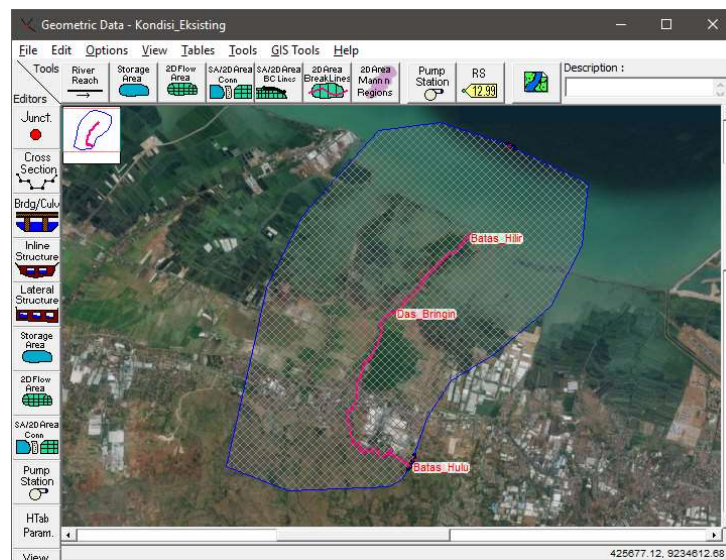 Geometric Data - Kondisi_Eksisting
File Edit Options View Tables Tools GIS Tools Help
Tools
Editors
River
Reach
Storage
Area
2D Flow
Area
SA/2D Area
Conn
SA/2D Area
BC Lines
2D Area
BreakLines
2D Area
Mann n
Regions
Pump
Station
RS
12.99
Description :
Junct.
Cross
Section
Brdg/Culv
Inline
Structure
Lateral
Structure
Storage
Area
2D Flow
Area
SA/2D Area
Conn
Pump
Station
HTab
Param.
View
Batas_Hilir
Das_Bringin
Batas_Hulu
425677.12, 9234612.68